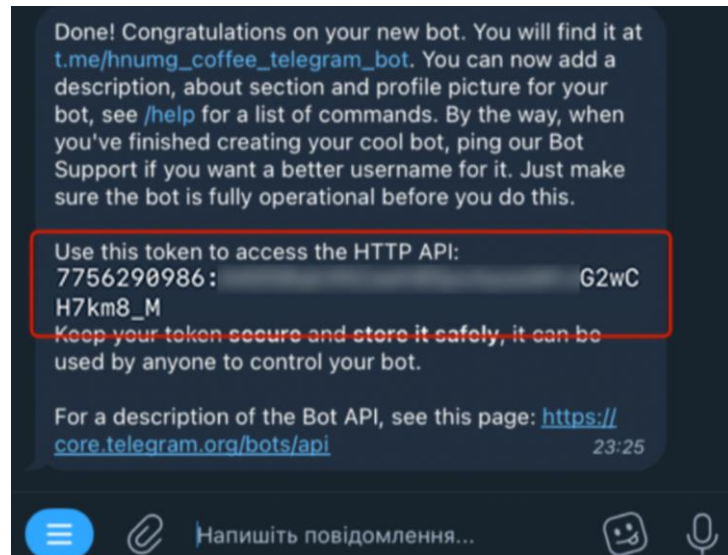 Done! Congratulations on your new bot. You will find it at
t.me/hnumg_coffee_telegram_bot. You can now add a
description, about section and profile picture for your
bot, see /help for a list of commands. By the way, when
you've finished creating your cool bot, ping our Bot
Support if you want a better username for it. Just make
sure the bot is fully operational before you do this.
Use this token to access the HTTP API:
7756290986: G2wC
H7km8_M
Keep your token secure and store it safely, it can be
used by anyone to control your bot.
For a description of the Bot API, see this page: https://
core.telegram.org/bots/api
23:25
Напишіть повідомлення...